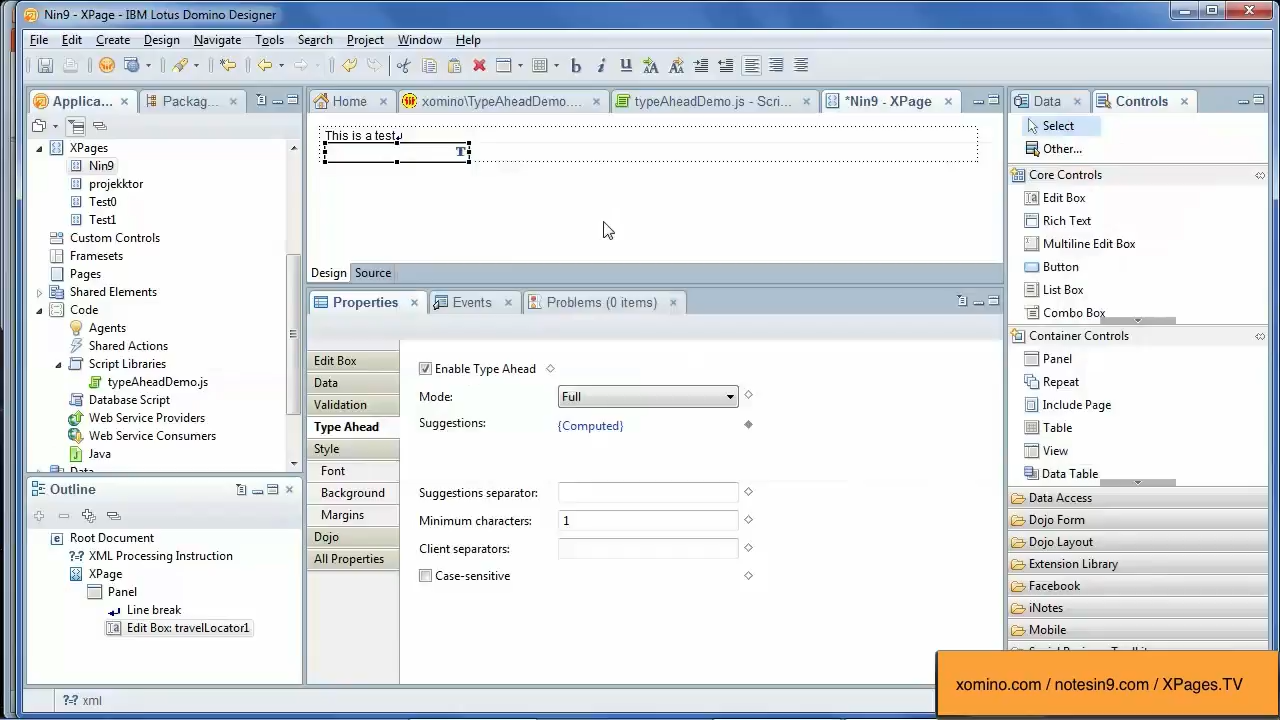 Nin9 - XPage - IBM Lotus Domino Designer
File Edit Create Design Navigate Tools Search Project Window Help
Applica... Packag...
XPages
Nin9
projekktor
Test0
Test1
Custom Controls
Framesets
Pages
Shared Elements
Code
Agents
Shared Actions
Script Libraries
typeAheadDemo.js
Database Script
Web Service Providers
Web Service Consumers
Java
Outline
Root Document
XML Processing Instruction
XPage
Panel
Line break
Edit Box: travelLocator1
Home xomino\TypeAheadDemo.... typeAheadDemo.js - Scri... *Nin9 - XPage
This is a test
T
Design Source
Properties Events Problems (0 items)
Edit Box
Data
Validation
Type Ahead
Style
Font
Background
Margins
Dojo
All Properties
Enable Type Ahead
Mode: Full
Suggestions: {Computed}
Suggestions separator:
Minimum characters: 1
Client separators:
Case-sensitive
Data Controls
Select
Other...
Core Controls
Edit Box
Rich Text
Multiline Edit Box
Button
List Box
Combo Box
Container Controls
Panel
Repeat
Include Page
Table
View
Data Table
Data Access
Dojo Form
Dojo Layout
Extension Library
Facebook
iNotes
Mobile
xml
xomino.com / notesin9.com / XPages.TV